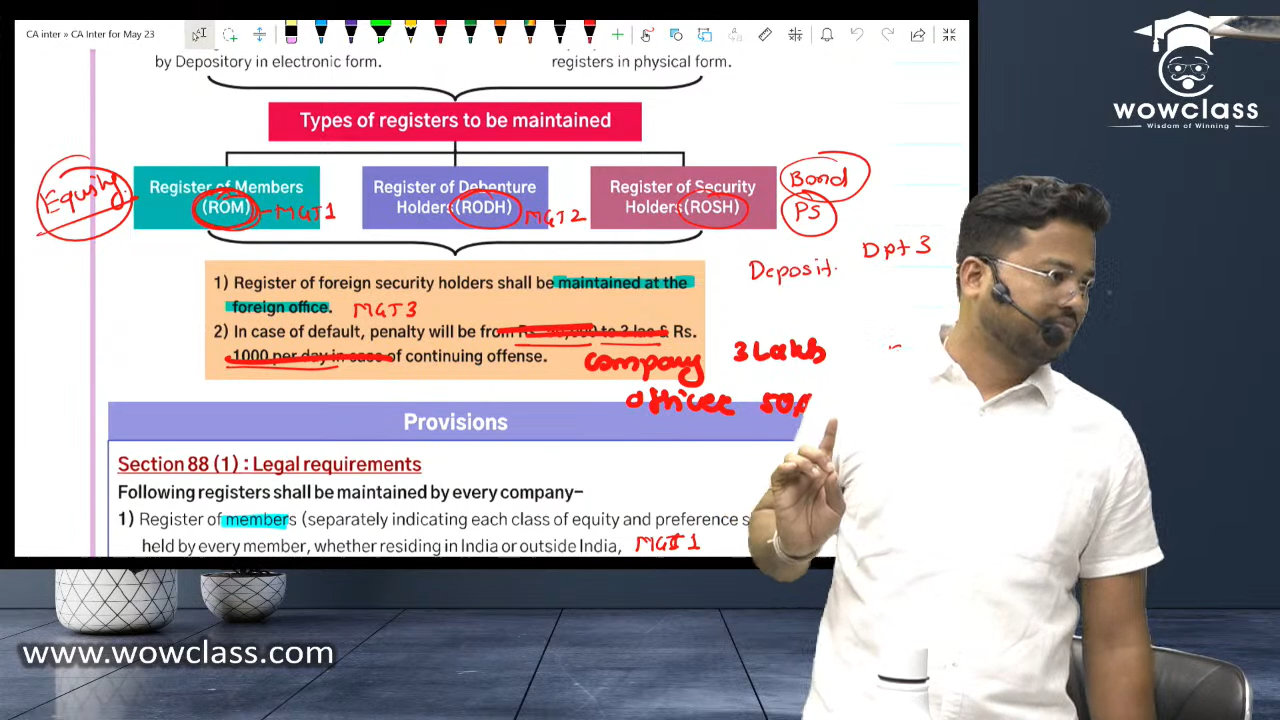 CA inter » CA Inter for May 23
by Depository in electronic form.
registers in physical form.
Types of registers to be maintained
Equity
Register of Members
(ROM) - MGT 1
Register of Debenture
Holders (RODH) MGT 2
Register of Security
Holders(ROSH)
Bond
PS
Deposit. Dpt 3
1) Register of foreign security holders shall be maintained at the
foreign office. MGT 3
2) In case of default, penalty will be from to 3 lac & Rs.
1000 per day in case of continuing offense.
company 3 Lakh
officer
Provisions
Section 88 (1) : Legal requirements
Following registers shall be maintained by every company–
1) Register of members (separately indicating each class of equity and preference
held by every member, whether residing in India or outside India, MGT 1
wowclass
Wisdom of Winning
www.wowclass.com